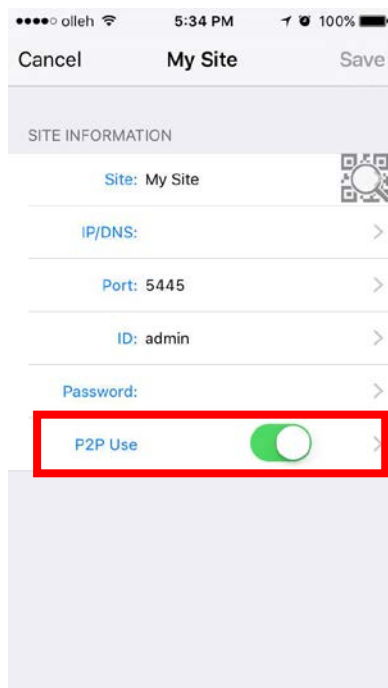 olleh 5:34 PM 100%
Cancel My Site Save
SITE INFORMATION
Site: My Site
IP/DNS:
Port: 5445
ID: admin
Password:
P2P Use